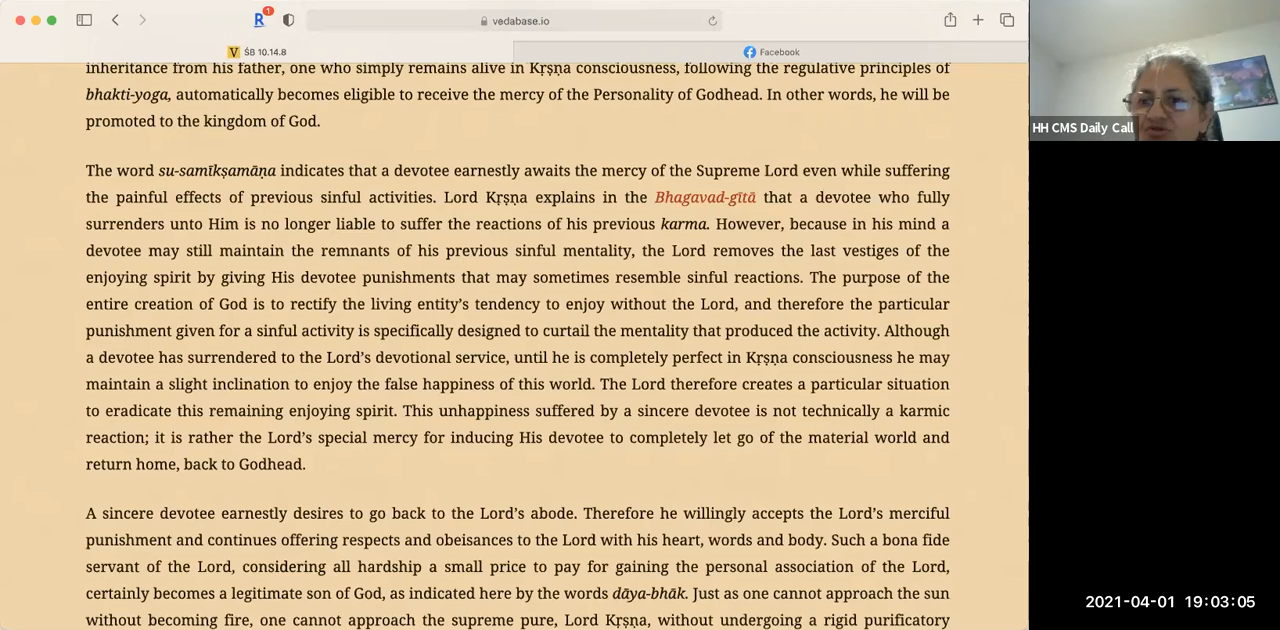 R 1
vedabase.io
V ŚB 10.14.8
Facebook
inheritance from his father, one who simply remains alive in Kṛṣṇa consciousness, following the regulative principles of
bhakti-yoga, automatically becomes eligible to receive the mercy of the Personality of Godhead. In other words, he will be
promoted to the kingdom of God.
The word su-samīkṣamāṇa indicates that a devotee earnestly awaits the mercy of the Supreme Lord even while suffering
the painful effects of previous sinful activities. Lord Kṛṣṇa explains in the Bhagavad-gītā that a devotee who fully
surrenders unto Him is no longer liable to suffer the reactions of his previous karma. However, because in his mind a
devotee may still maintain the remnants of his previous sinful mentality, the Lord removes the last vestiges of the
enjoying spirit by giving His devotee punishments that may sometimes resemble sinful reactions. The purpose of the
entire creation of God is to rectify the living entity’s tendency to enjoy without the Lord, and therefore the particular
punishment given for a sinful activity is specifically designed to curtail the mentality that produced the activity. Although
a devotee has surrendered to the Lord’s devotional service, until he is completely perfect in Kṛṣṇa consciousness he may
maintain a slight inclination to enjoy the false happiness of this world. The Lord therefore creates a particular situation
to eradicate this remaining enjoying spirit. This unhappiness suffered by a sincere devotee is not technically a karmic
reaction; it is rather the Lord’s special mercy for inducing His devotee to completely let go of the material world and
return home, back to Godhead.
A sincere devotee earnestly desires to go back to the Lord’s abode. Therefore he willingly accepts the Lord’s merciful
punishment and continues offering respects and obeisances to the Lord with his heart, words and body. Such a bona fide
servant of the Lord, considering all hardship a small price to pay for gaining the personal association of the Lord,
certainly becomes a legitimate son of God, as indicated here by the words dāya-bhāk. Just as one cannot approach the sun
without becoming fire, one cannot approach the supreme pure, Lord Kṛṣṇa, without undergoing a rigid purificatory
HH CMS Daily Call
2021-04-01 19:03:05